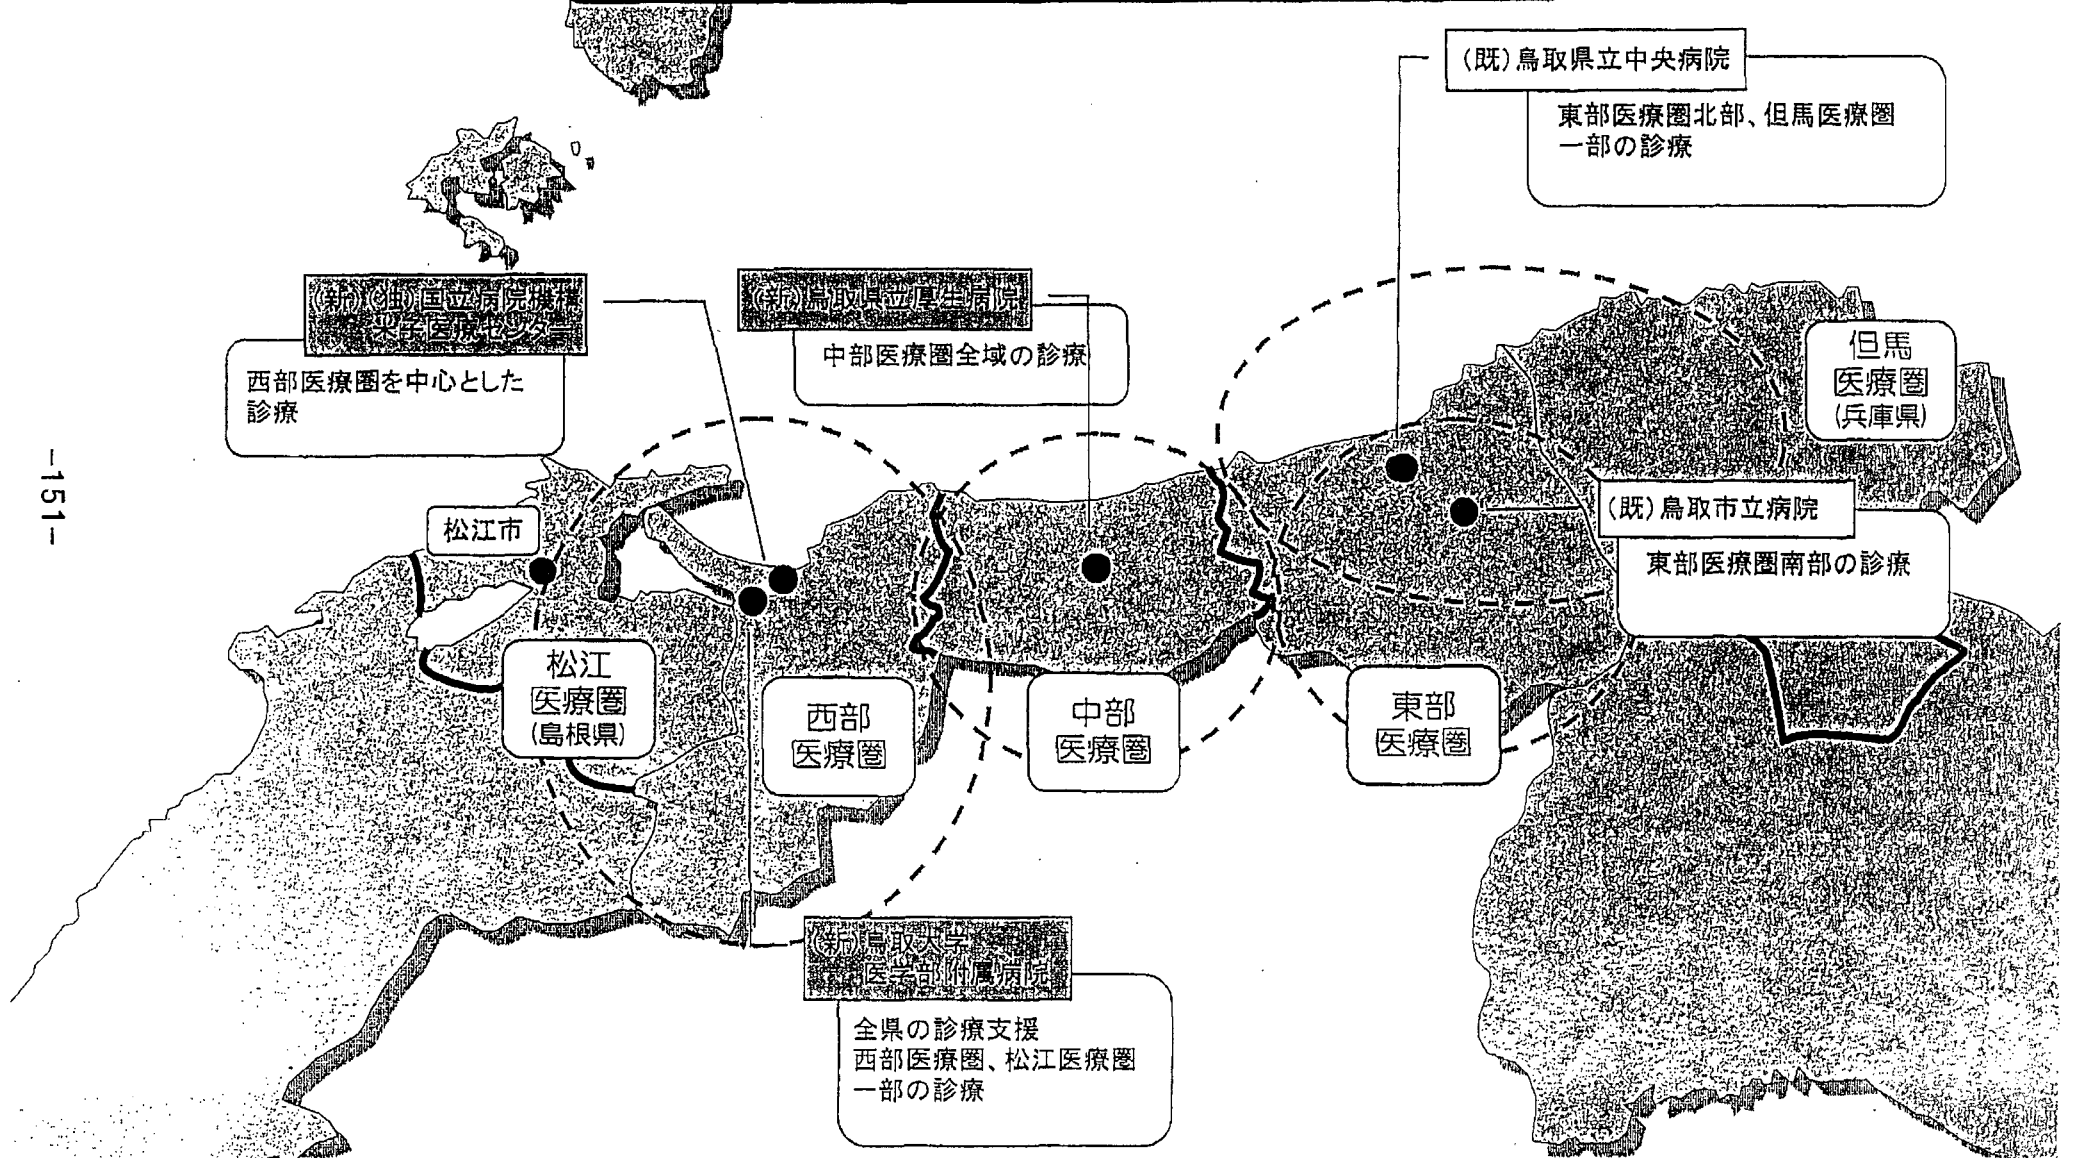 (既)鳥取県立中央病院
東部医療圏北部、但馬医療圏
一部の診療
(新)(独)国立病院機構
米子医療センター
西部医療圏を中心とした
診療
(新)鳥取県立厚生病院
中部医療圏全域の診療
但馬
医療圏
(兵庫県)
(既)鳥取市立病院
東部医療圏南部の診療
松江市
松江
医療圏
(島根県)
西部
医療圏
中部
医療圏
東部
医療圏
(新)鳥取大学
医学部附属病院
全県の診療支援
西部医療圏、松江医療圏
一部の診療
-151-